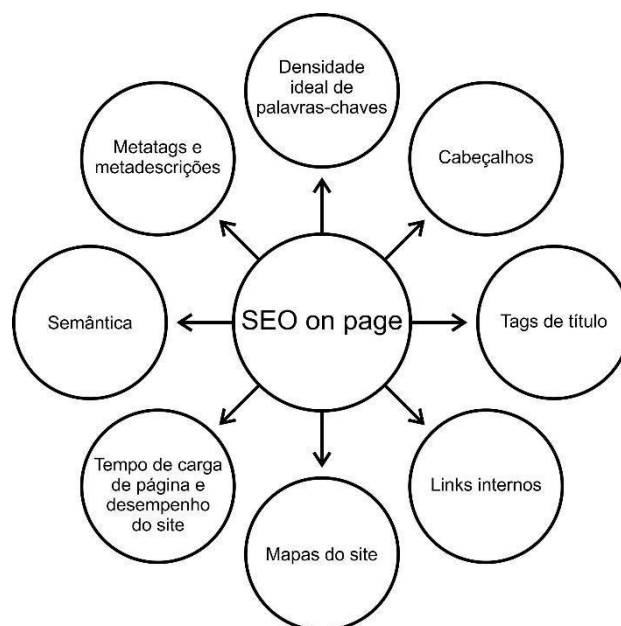 Densidade
ideal de
palavras-chaves
Cabeçalhos
Tags de título
Links internos
Mapas do site
Tempo de carga
de página e
desempenho
do site
Semântica
Metatags e
metadescrições
SEO on page